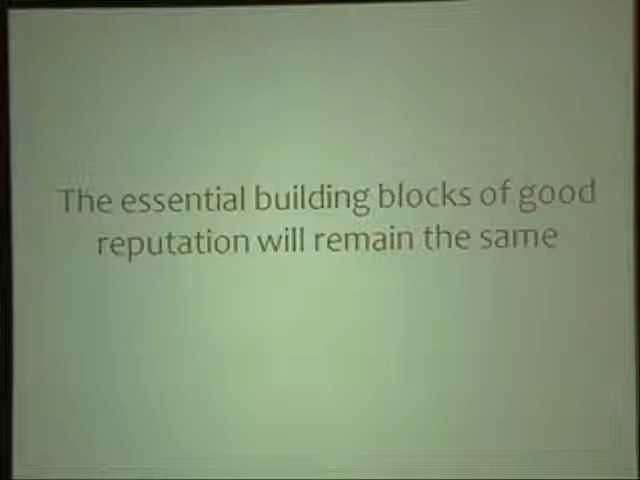 The essential building blocks of good
reputation will remain the same